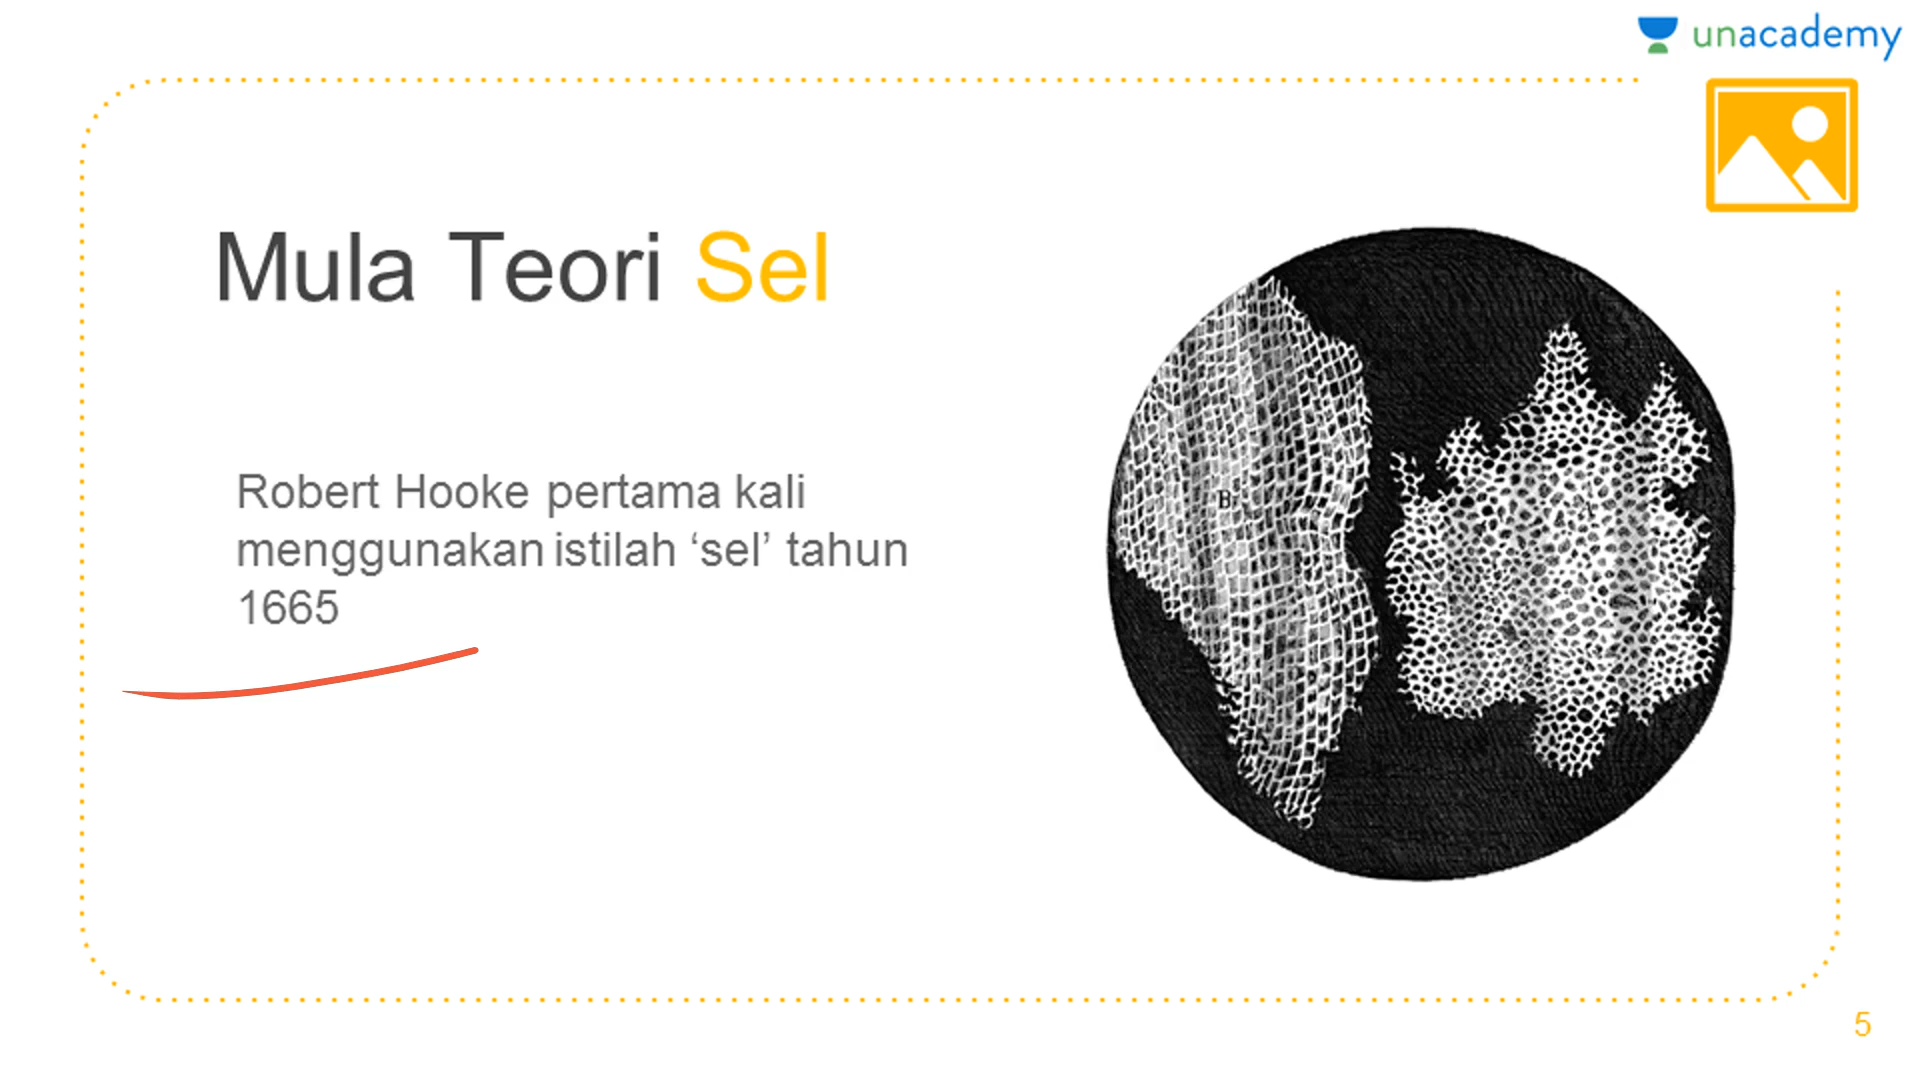 unacademy
Mula Teori Sel
Robert Hooke pertama kali
menggunakan istilah ‘sel’ tahun
1665
B
A
5